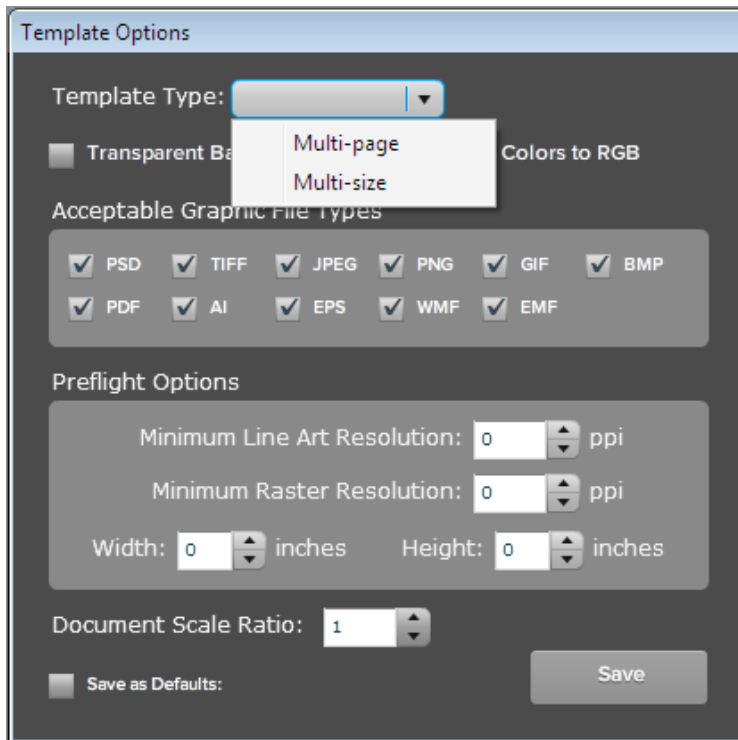 Template Options
Template Type:
Multi-page
Transparent Colors to RGB
Multi-size
Acceptable Graphic File Types
PSD TIFF JPEG PNG GIF BMP
PDF AI EPS WMF EMF
Preflight Options
Minimum Line Art Resolution: 0 ppi
Minimum Raster Resolution: 0 ppi
Width: 0 inches Height: 0 inches
Document Scale Ratio: 1
Save as Defaults: Save